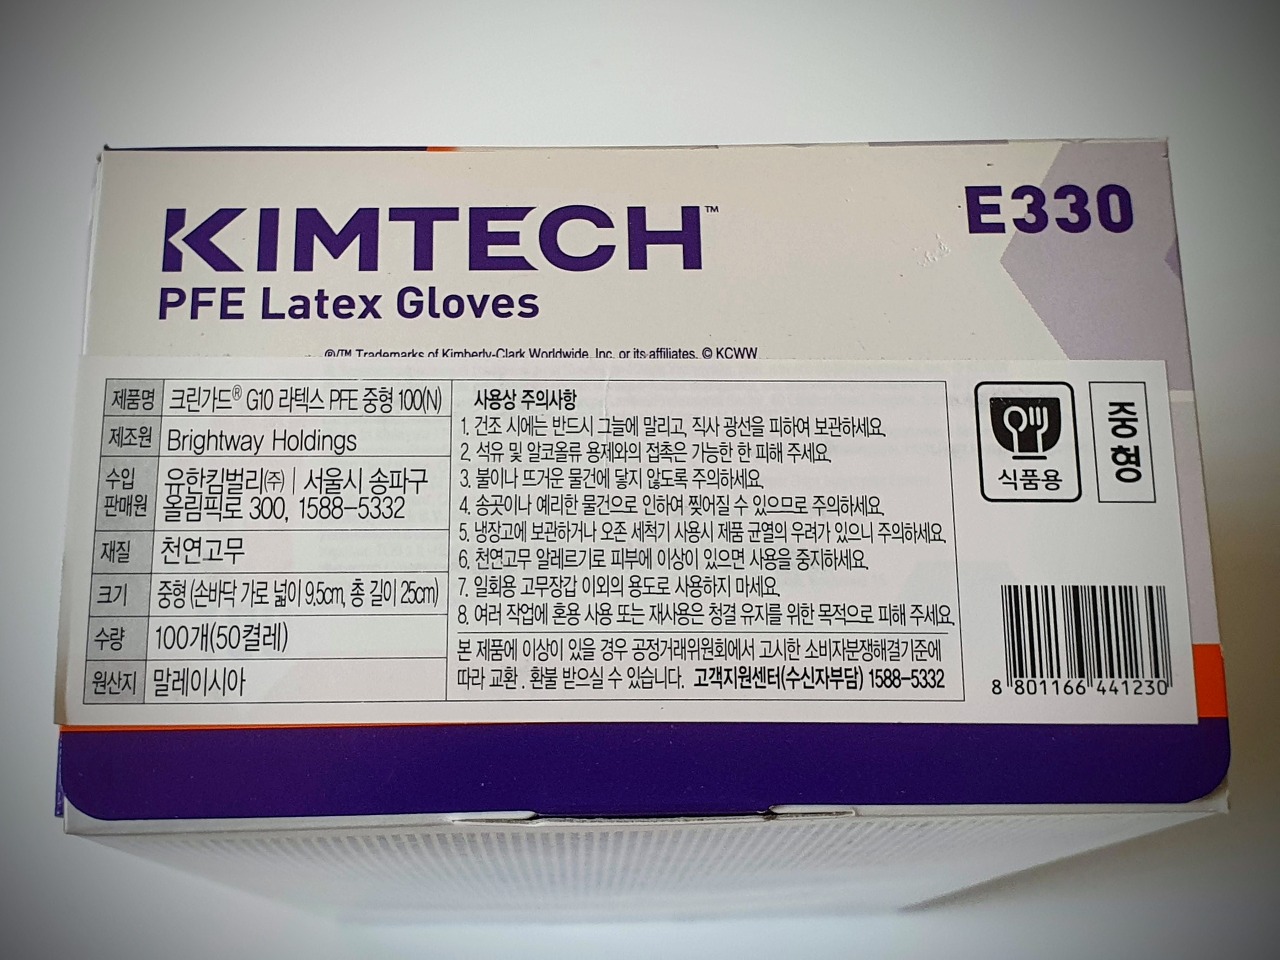 KIMTECH™
E330
PFE Latex Gloves
®/™ Trademarks of Kimberly-Clark Worldwide, Inc. or its affiliates. © KCWW
제품명 크린가드® G10 라텍스 PFE 중형 100(N)
제조원 Brightway Holdings
수입
판매원
유한킴벌리㈜ | 서울시 송파구
올림픽로 300, 1588-5332
재질 천연고무
크기 중형 (손바닥 가로 넓이 9.5cm, 총 길이 25cm)
수량 100개(50켤레)
원산지 말레이시아
사용상 주의사항
1. 건조 시에는 반드시 그늘에 말리고, 직사 광선을 피하여 보관하세요.
2. 석유 및 알코올류 용제와의 접촉은 가능한 한 피해 주세요.
3. 불이나 뜨거운 물건에 닿지 않도록 주의하세요.
4. 송곳이나 예리한 물건으로 인하여 찢어질 수 있으므로 주의하세요.
5. 냉장고에 보관하거나 오존 세척기 사용시 제품 균열의 우려가 있으니 주의하세요.
6. 천연고무 알레르기로 피부에 이상이 있으면 사용을 중지하세요.
7. 일회용 고무장갑 이외의 용도로 사용하지 마세요.
8. 여러 작업에 혼용 사용 또는 재사용은 청결 유지를 위한 목적으로 피해 주세요.
본 제품에 이상이 있을 경우 공정거래위원회에서 고시한 소비자분쟁해결기준에
따라 교환 . 환불 받으실 수 있습니다. 고객지원센터(수신자부담) 1588-5332
식품용
중형
8 801166 441230